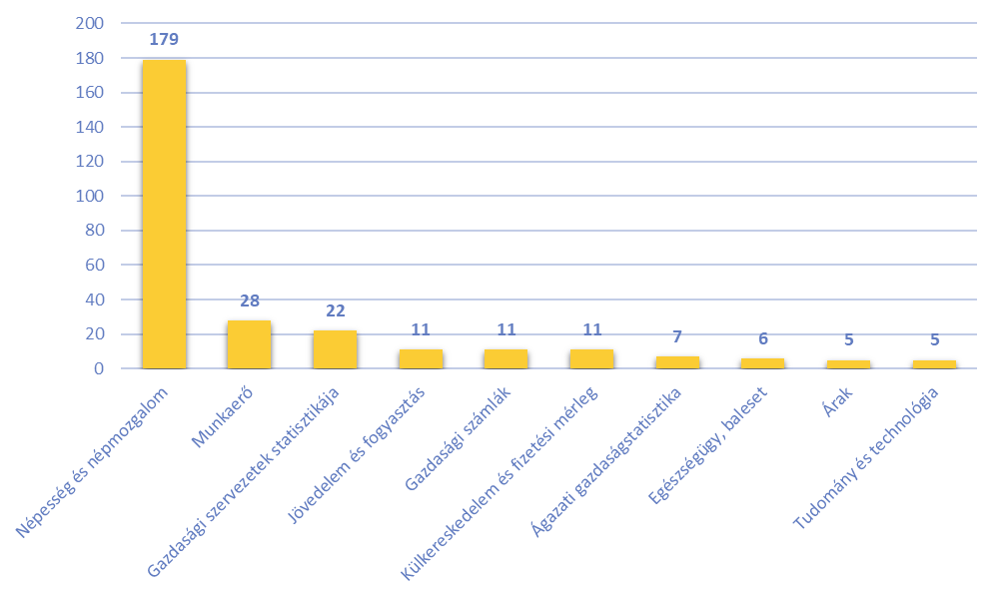 200
180
160
140
120
100
80
60
40
20
0
179
28
22
11
11
11
7
6
5
5
Népesség és népmozgalom
Munkaerő
Gazdasági szervezetek statisztikája
Jövedelem és fogyasztás
Gazdasági számlák
Külkereskedelem és fizetési mérleg
Ágazati gazdaságstatisztika
Egészségügy, baleset
Árak
Tudomány és technológia